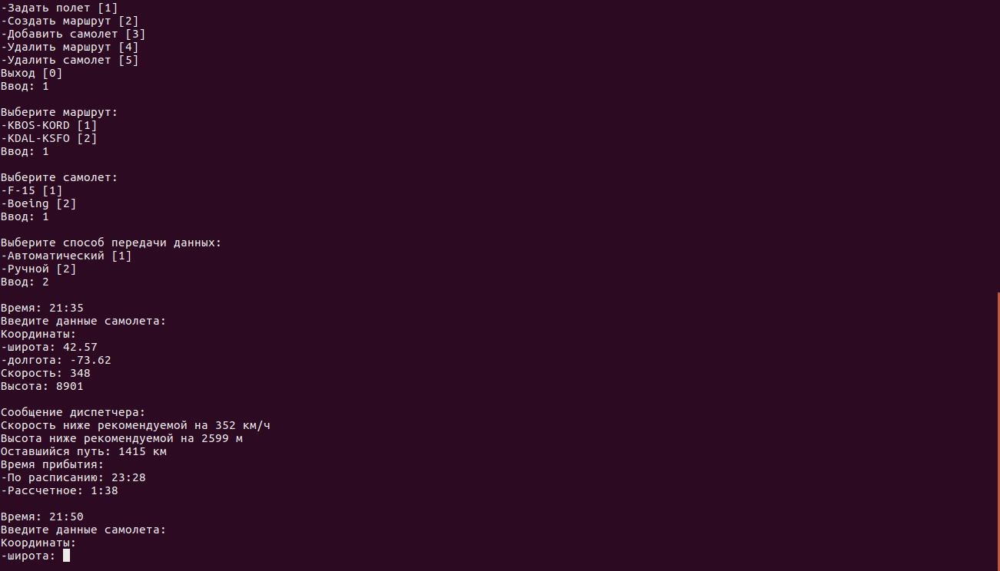 -Задать полет [1]
-Создать маршрут [2]
-Добавить самолет [3]
-Удалить маршрут [4]
-Удалить самолет [5]
Выход [0]
Ввод: 1
Выберите маршрут:
-KBOS-KORD [1]
-KDAL-KSFO [2]
Ввод: 1
Выберите самолет:
-F-15 [1]
-Boeing [2]
Ввод: 1
Выберите способ передачи данных:
-Автоматический [1]
-Ручной [2]
Ввод: 2
Время: 21:35
Введите данные самолета:
Координаты:
-широта: 42.57
-долгота: -73.62
Скорость: 348
Высота: 8901
Сообщение диспетчера:
Скорость ниже рекомендуемой на 352 км/ч
Высота ниже рекомендуемой на 2599 м
Оставшийся путь: 1415 км
Время прибытия:
-По расписанию: 23:28
-Рассчетное: 1:38
Время: 21:50
Введите данные самолета:
Координаты:
-широта: